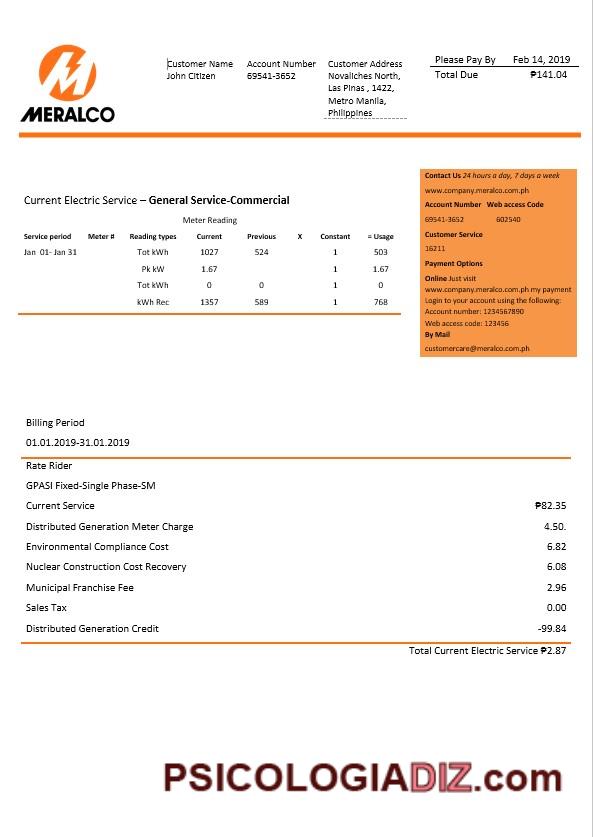 MERALCO
Customer Name
John Citizen
Account Number
69541-3652
Customer Address
Novaliches North,
Las Pinas , 1422,
Metro Manila,
Philippines
Please Pay By Feb 14, 2019
Total Due ₱141.04
Contact Us 24 hours a day, 7 days a week
www.company.meralco.com.ph
Account Number Web access Code
69541-3652 602540
Customer Service
16211
Payment Options
Online Just visit
www.company.meralco.com.ph my payment
Login to your account using the following:
Account number: 1234567890
Web access code: 123456
By Mail
customercare@meralco.com.ph
Current Electric Service – General Service-Commercial
Meter Reading
Service period Meter # Reading types Current Previous X Constant = Usage
Jan 01- Jan 31 Tot kWh 1027 524 1 503
Pk kW 1.67 1 1.67
Tot kWh 0 0 1 0
kWh Rec 1357 589 1 768
Billing Period
01.01.2019-31.01.2019
Rate Rider
GPASI Fixed-Single Phase-SM
Current Service ₱82.35
Distributed Generation Meter Charge 4.50.
Environmental Compliance Cost 6.82
Nuclear Construction Cost Recovery 6.08
Municipal Franchise Fee 2.96
Sales Tax 0.00
Distributed Generation Credit -99.84
Total Current Electric Service ₱2.87
PSICOLOGIADIZ.com